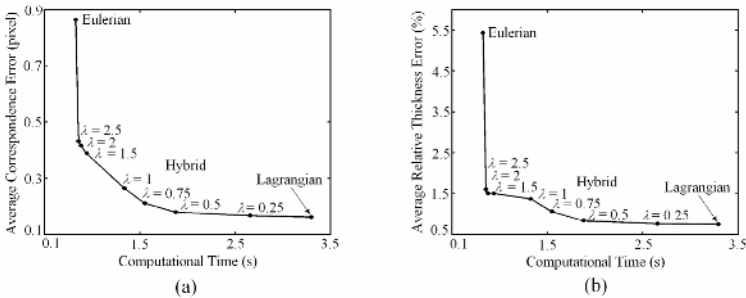 0.9
Eulerian
0.5
λ = 2.5
λ = 2
λ = 1.5
0.3
Hybrid
λ = 1
λ = 0.75
λ = 0.5
λ = 0.25
Lagrangian
0.1
0.1
1.5
2.5
3.5
Average Correspondence Error (pixel)
Computational Time (s)
(a)
5.5
Eulerian
4.5
3.5
2.5
λ = 2.5
λ = 2
λ = 1.5
1.5
Hybrid
λ = 1
λ = 0.75
λ = 0.5
λ = 0.25
Lagrangian
0.5
0.1
1.5
2.5
3.5
Average Relative Thickness Error (%)
Computational Time (s)
(b)